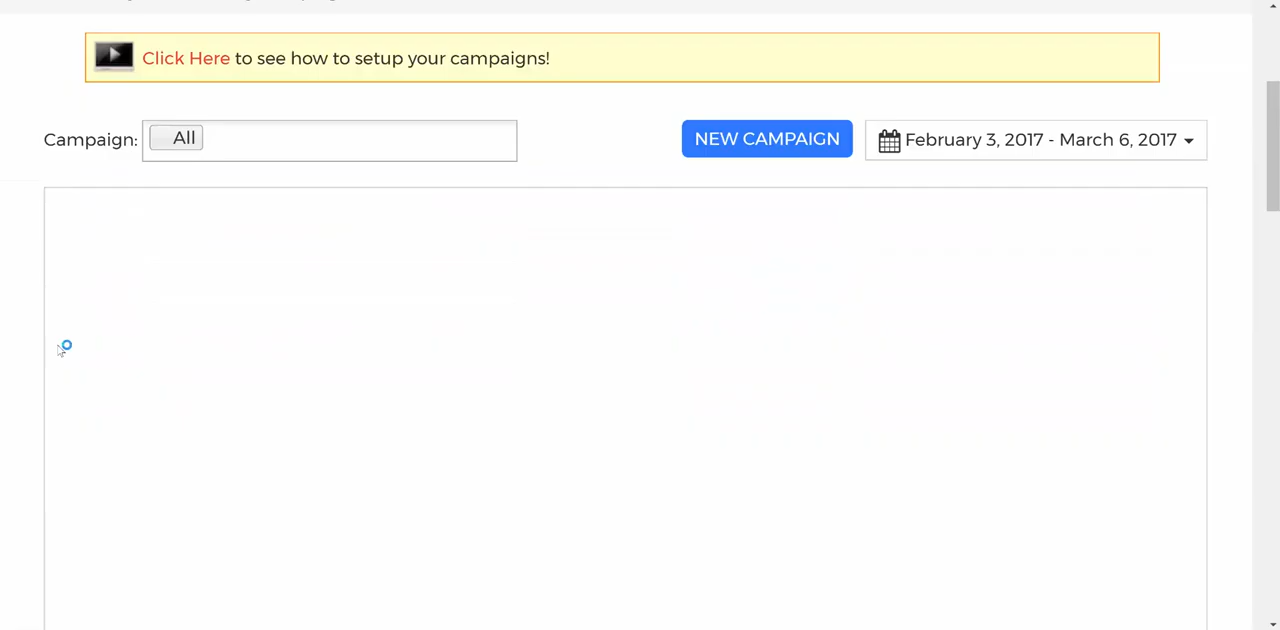 Click Here to see how to setup your campaigns!
Campaign: All
NEW CAMPAIGN
February 3, 2017 - March 6, 2017